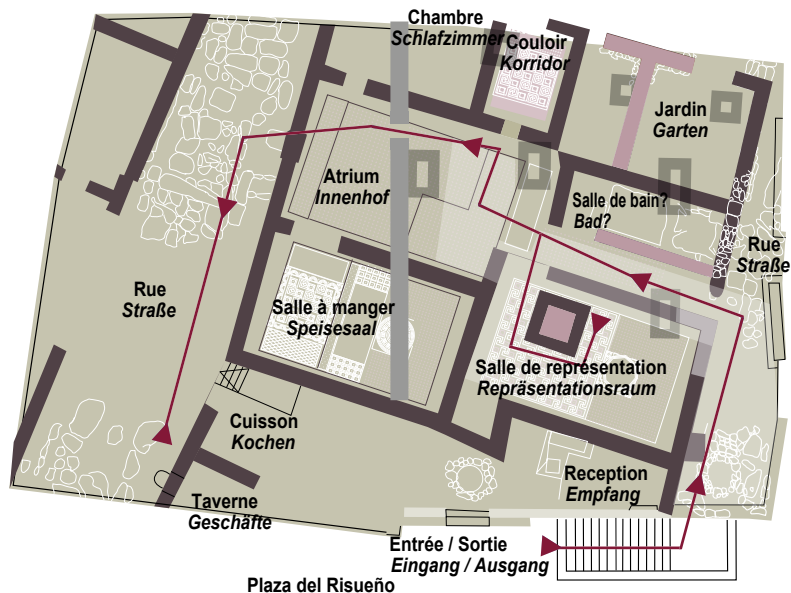 Chambre
Schlafzimmer
Couloir
Korridor
Jardin
Garten
Atrium
Innenhof
Salle de bain?
Bad?
Rue
Straße
Rue
Straße
Salle à manger
Speisesaal
Salle de représentation
Repräsentationsraum
Cuisson
Kochen
Reception
Empfang
Taverne
Geschäfte
Entrée / Sortie
Eingang / Ausgang
Plaza del Risueño